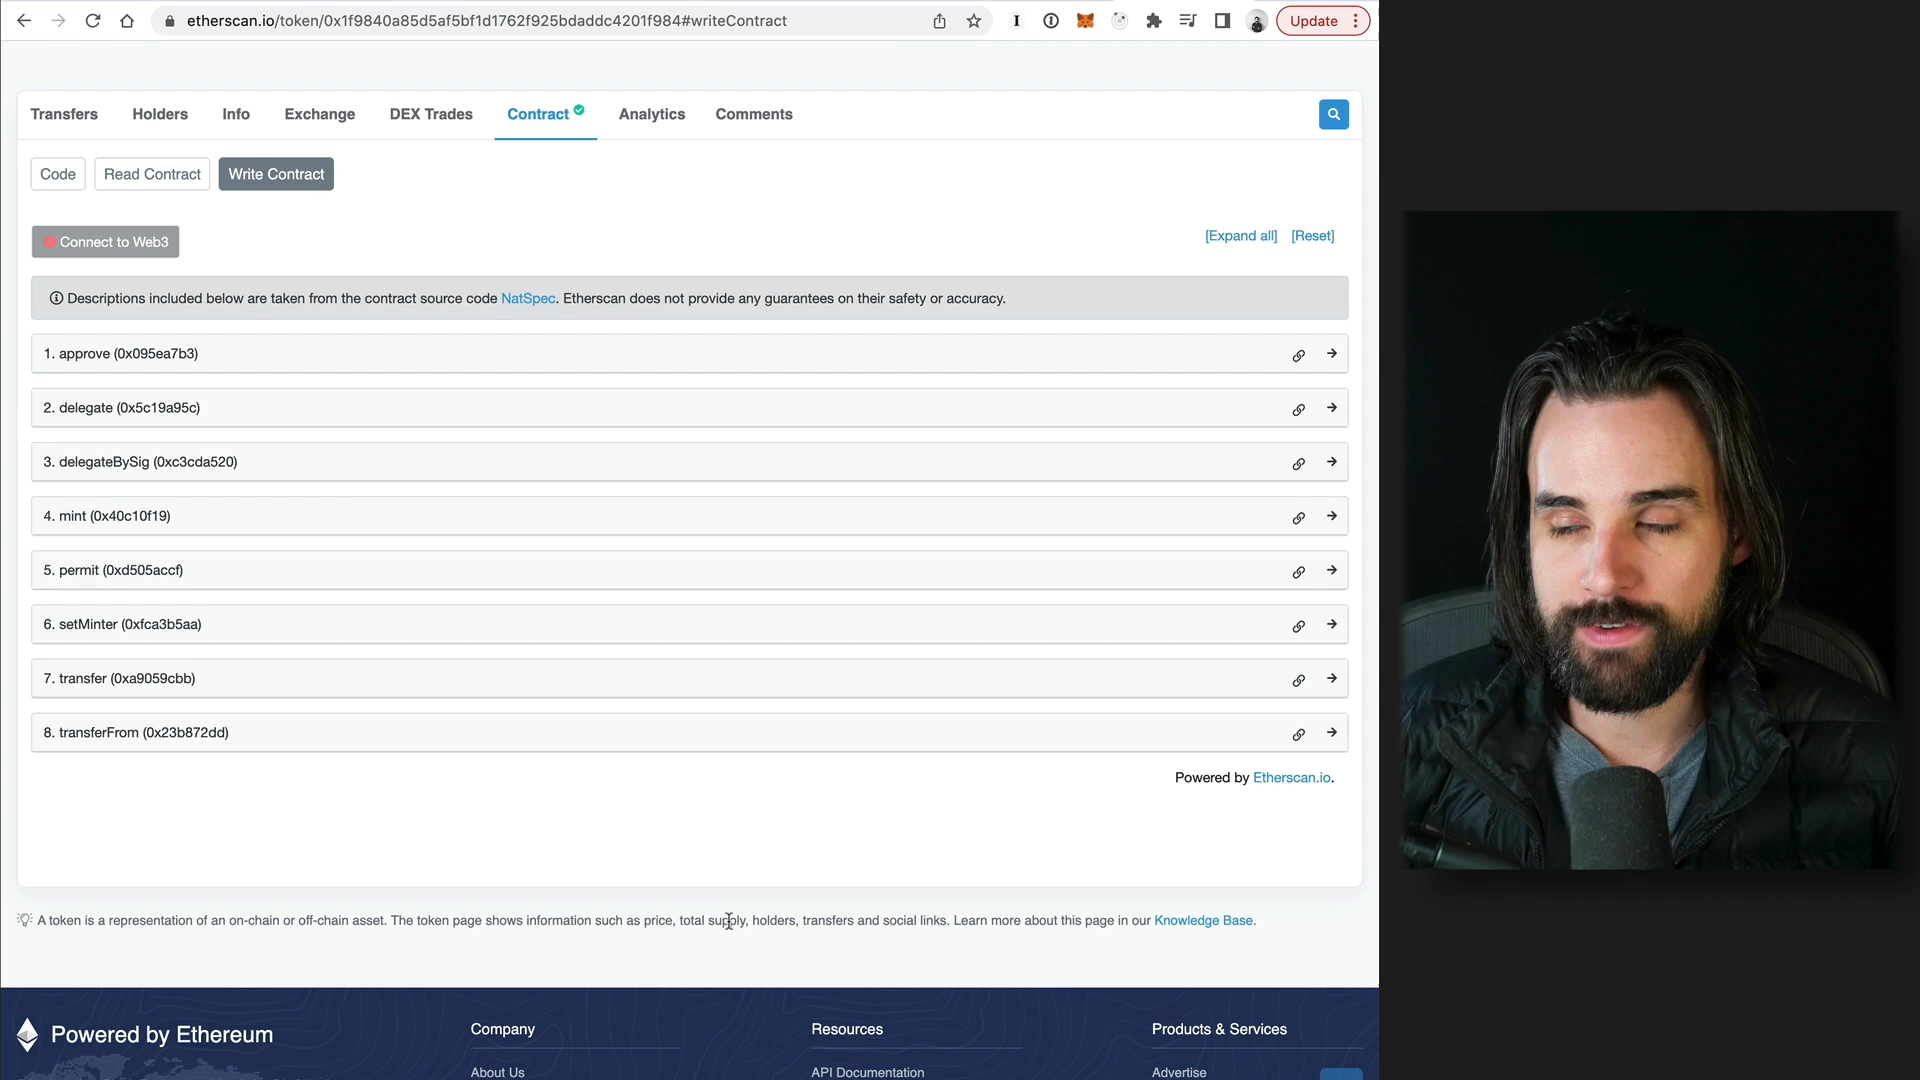 etherscan.io/token/0x1f9840a85d5af5bf1d1762f925bdaddc4201f984#writeContract
Update
Transfers
Holders
Info
Exchange
DEX Trades
Contract
Analytics
Comments
Code
Read Contract
Write Contract
Connect to Web3
[Expand all]
[Reset]
Descriptions included below are taken from the contract source code NatSpec. Etherscan does not provide any guarantees on their safety or accuracy.
1. approve (0x095ea7b3)
2. delegate (0x5c19a95c)
3. delegateBySig (0xc3cda520)
4. mint (0x40c10f19)
5. permit (0xd505accf)
6. setMinter (0xfca3b5aa)
7. transfer (0xa9059cbb)
8. transferFrom (0x23b872dd)
Powered by Etherscan.io.
A token is a representation of an on-chain or off-chain asset. The token page shows information such as price, total supply, holders, transfers and social links. Learn more about this page in our Knowledge Base.
Powered by Ethereum
Company
Resources
Products & Services
About Us
API Documentation
Advertise